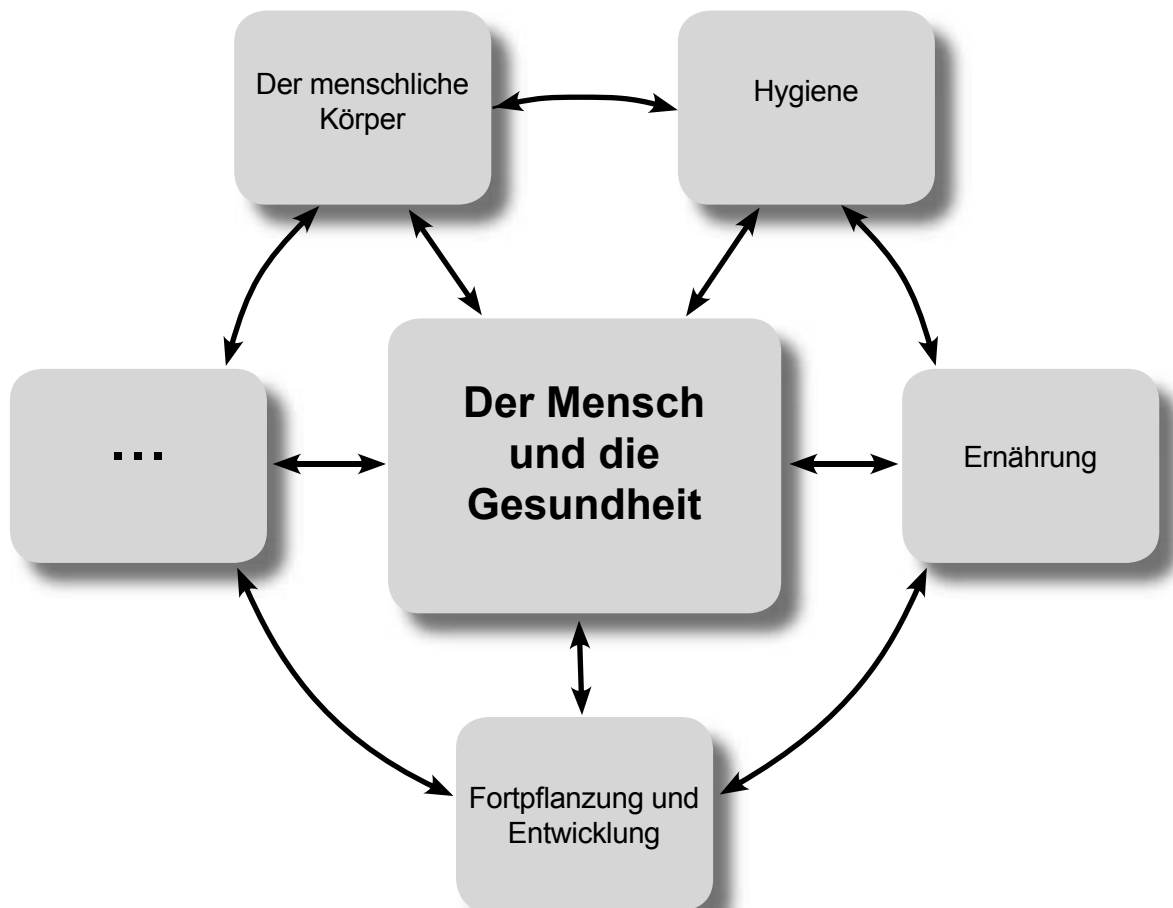 Der menschliche
Körper
Hygiene
...
Der Mensch
und die
Gesundheit
Ernährung
Fortpflanzung und
Entwicklung